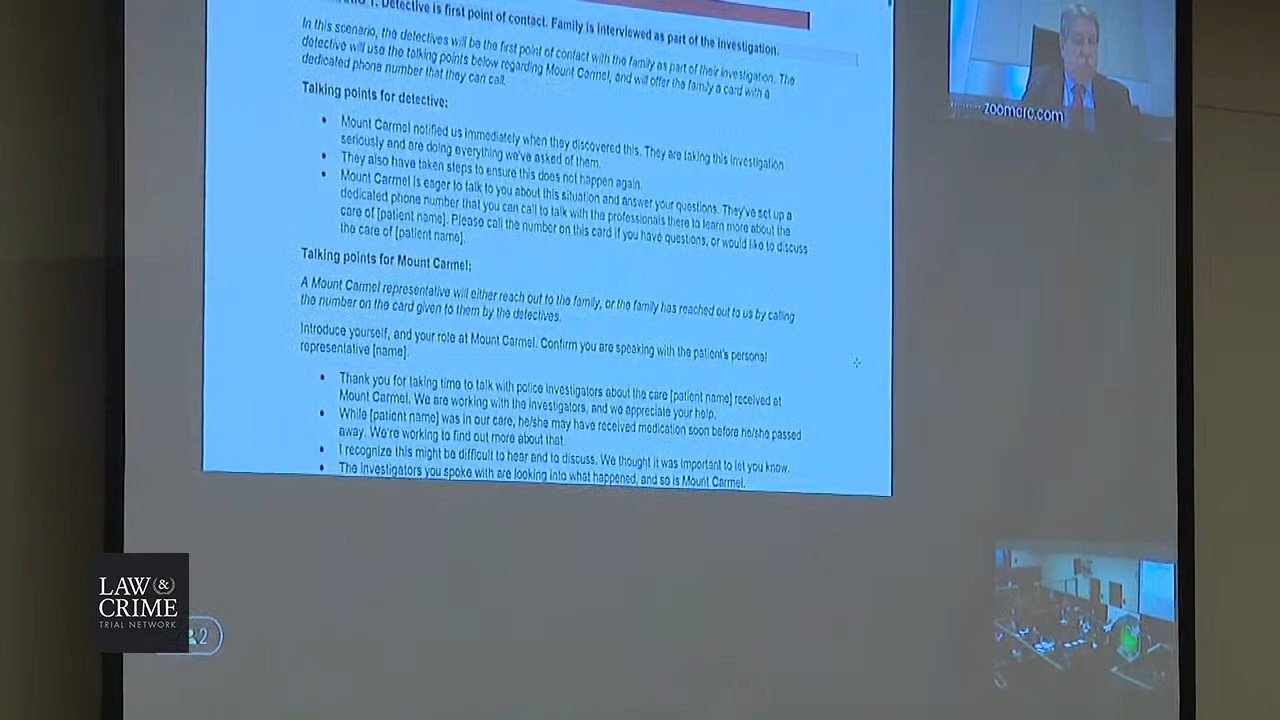 1: Detective is first point of contact. Family is interviewed as part of the investigation.
In this scenario, the detectives will be the first point of contact with the family as part of their investigation. The
detective will use the talking points below regarding Mount Carmel, and will offer the family a card with a
dedicated phone number that they can call.
Talking points for detective:
• Mount Carmel notified us immediately when they discovered this. They are taking this investigation
seriously and are doing everything we've asked of them.
• They also have taken steps to ensure this does not happen again.
• Mount Carmel is eager to talk to you about this situation and answer your questions. They've set up a
dedicated phone number that you can call to talk with the professionals there to learn more about the
care of [patient name]. Please call the number on this card if you have questions, or would like to discuss
the care of [patient name].
Talking points for Mount Carmel:
A Mount Carmel representative will either reach out to the family, or the family has reached out to us by calling
the number on the card given to them by the detectives.
Introduce yourself, and your role at Mount Carmel. Confirm you are speaking with the patient's personal
representative [name].
• Thank you for taking time to talk with police investigators about the care [patient name] received at
Mount Carmel. We are working with the investigators, and we appreciate your help.
• While [patient name] was in our care, he/she may have received medication soon before he/she passed
away. We're working to find out more about that.
• I recognize this might be difficult to hear and to discuss. We thought it was important to let you know.
• The investigators you spoke with are looking into what happened, and so is Mount Carmel.
zoomcrc.com
LAW &
CRIME
TRIAL NETWORK
2